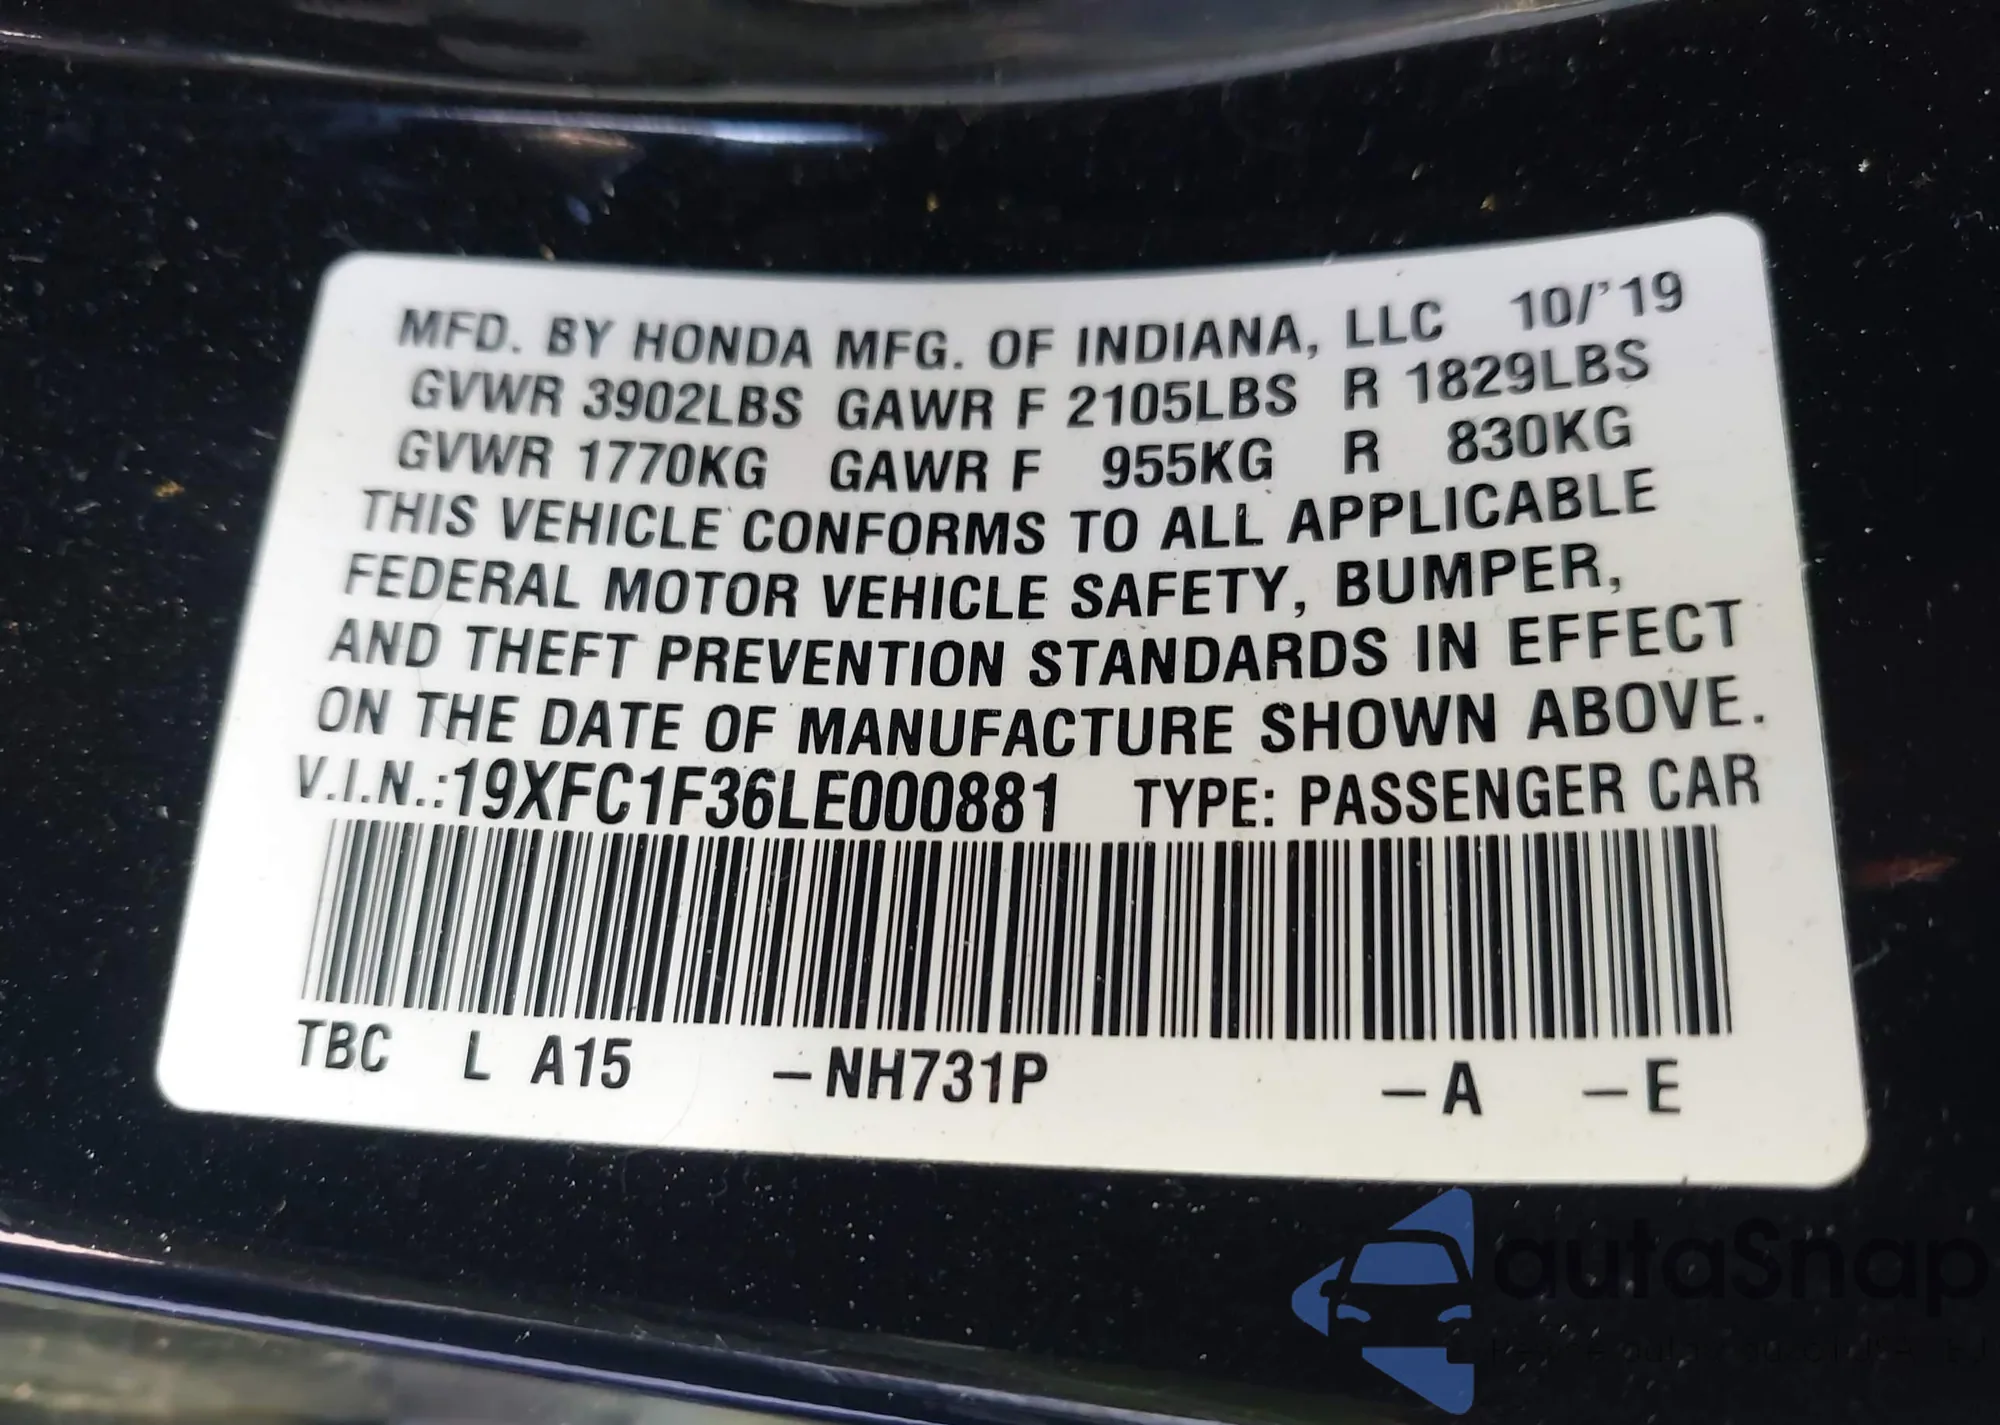 MFD. BY HONDA MFG. OF INDIANA, LLC 10/'19
GVWR 3902LBS GAWR F 2105LBS R 1829LBS
GVWR 1770KG GAWR F 955KG R 830KG
THIS VEHICLE CONFORMS TO ALL APPLICABLE
FEDERAL MOTOR VEHICLE SAFETY, BUMPER,
AND THEFT PREVENTION STANDARDS IN EFFECT
ON THE DATE OF MANUFACTURE SHOWN ABOVE.
V.I.N.:19XFC1F36LE000881 TYPE: PASSENGER CAR
TBC L A15 –NH731P –A –E
autaSnap